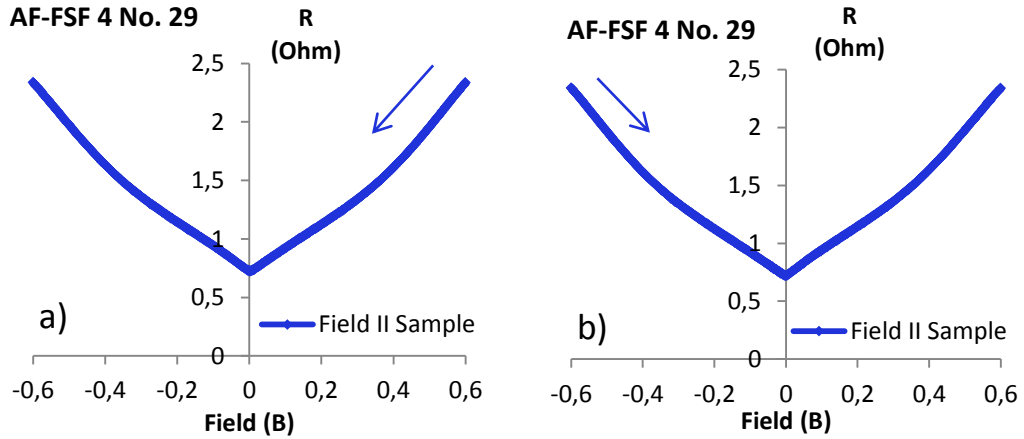 AF-FSF 4 No. 29
R
(Ohm)
2,5
2
1,5
1
0,5
0
-0,6 -0,4 -0,2 0 0,2 0,4 0,6
Field (B)
a)
Field II Sample
AF-FSF 4 No. 29
R
(Ohm)
2,5
2
1,5
1
0,5
0
-0,6 -0,4 -0,2 0 0,2 0,4 0,6
Field (B)
b)
Field II Sample